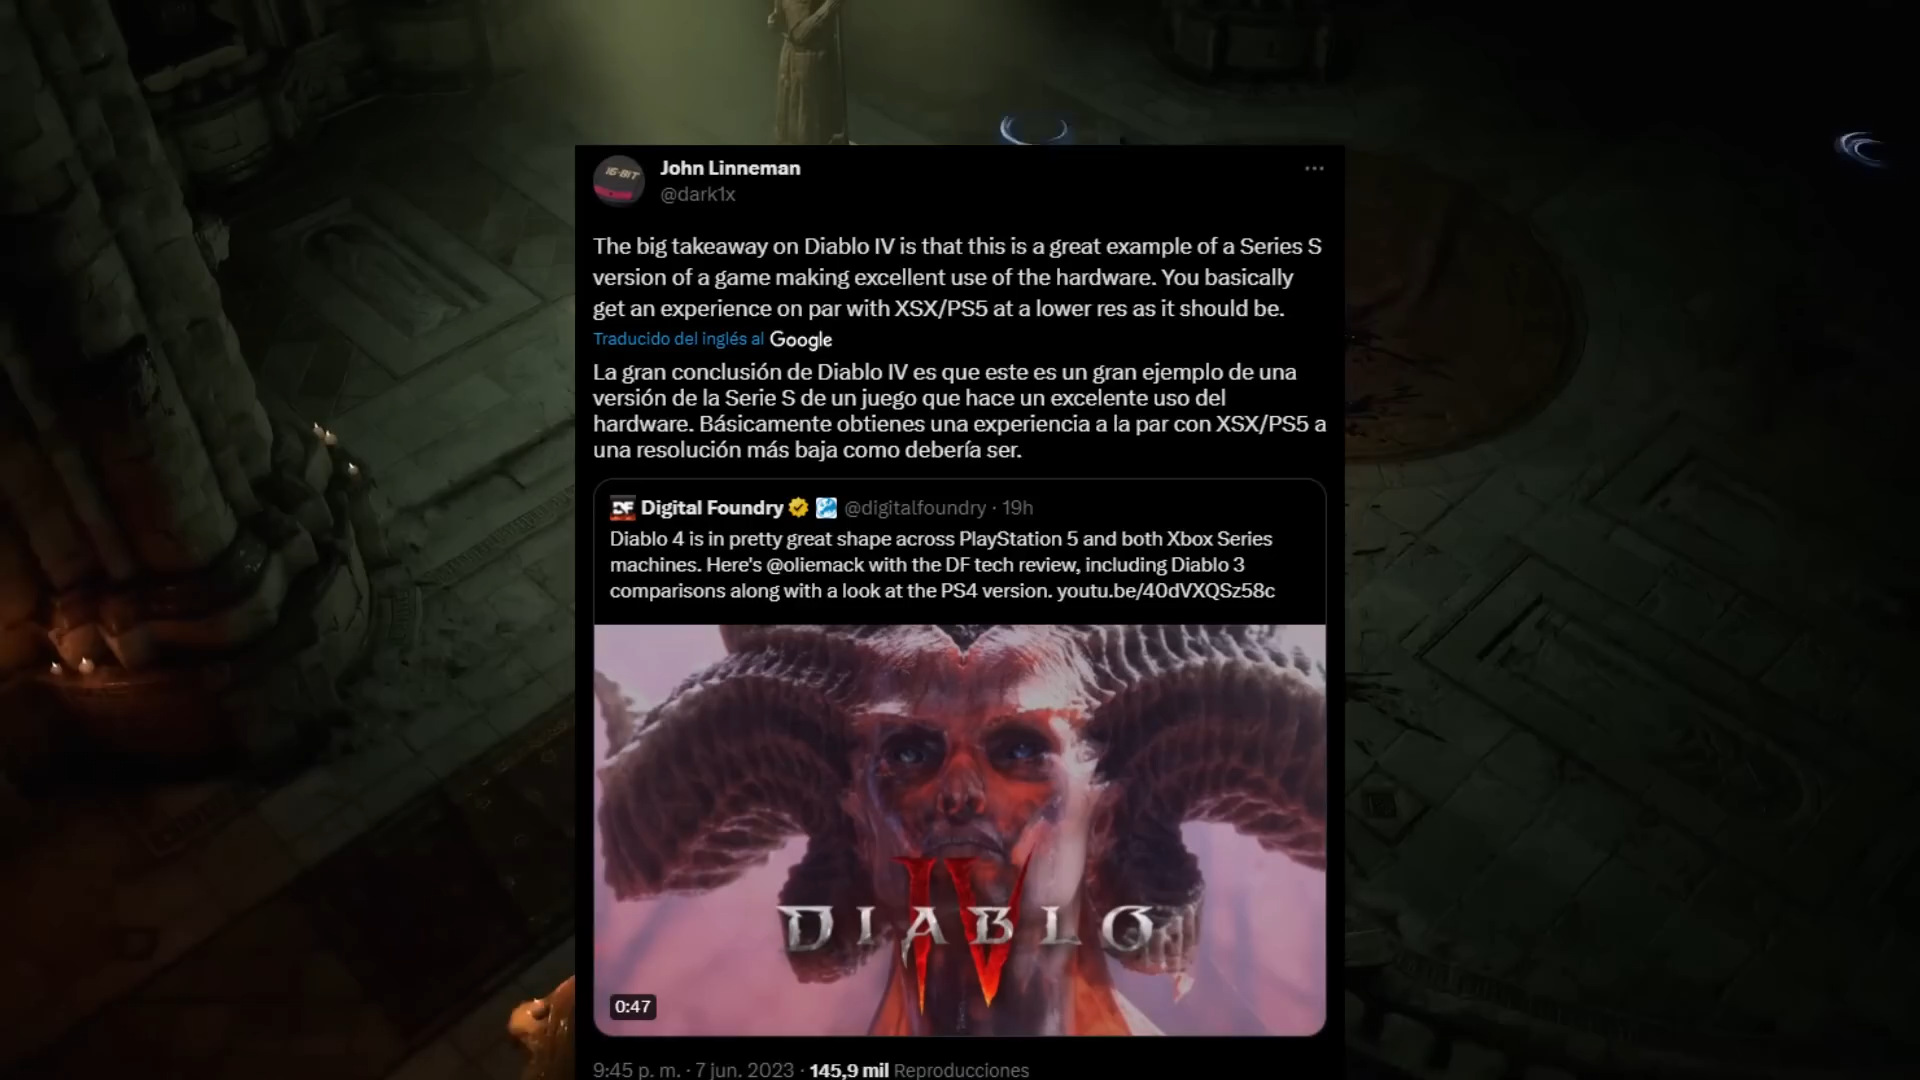 16-BIT
John Linneman
@dark1x
The big takeaway on Diablo IV is that this is a great example of a Series S
version of a game making excellent use of the hardware. You basically
get an experience on par with XSX/PS5 at a lower res as it should be.
Traducido del inglés al Google
La gran conclusión de Diablo IV es que este es un gran ejemplo de una
versión de la Serie S de un juego que hace un excelente uso del
hardware. Básicamente obtienes una experiencia a la par con XSX/PS5 a
una resolución más baja como debería ser.
DF Digital Foundry @digitalfoundry · 19h
Diablo 4 is in pretty great shape across PlayStation 5 and both Xbox Series
machines. Here's @oliemack with the DF tech review, including Diablo 3
comparisons along with a look at the PS4 version. youtu.be/40dVXQSz58c
DIABLO
IV
0:47
9:45 p. m. · 7 jun. 2023 · 145,9 mil Reproducciones